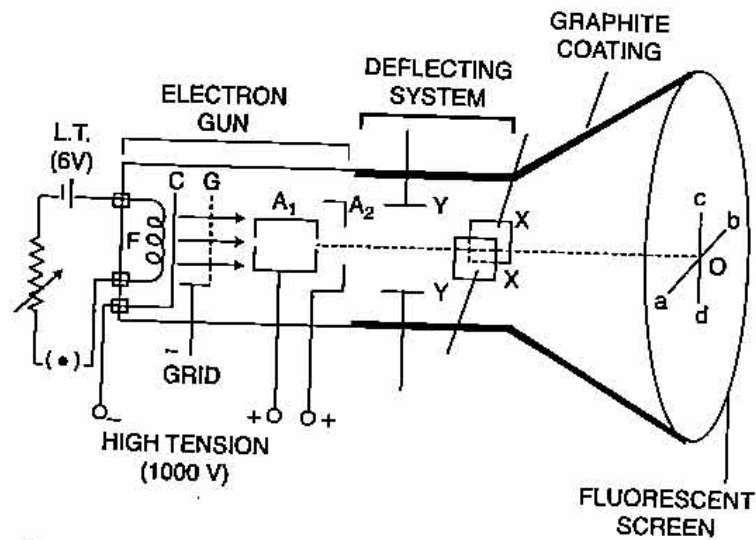 GRAPHITE
COATING
DEFLECTING
SYSTEM
ELECTRON
GUN
L.T.
(6V)
C G
A1 A2
Y
X
F
c
b
O
X
a
d
Y
GRID
–
+ +
HIGH TENSION
(1000 V)
FLUORESCENT
SCREEN